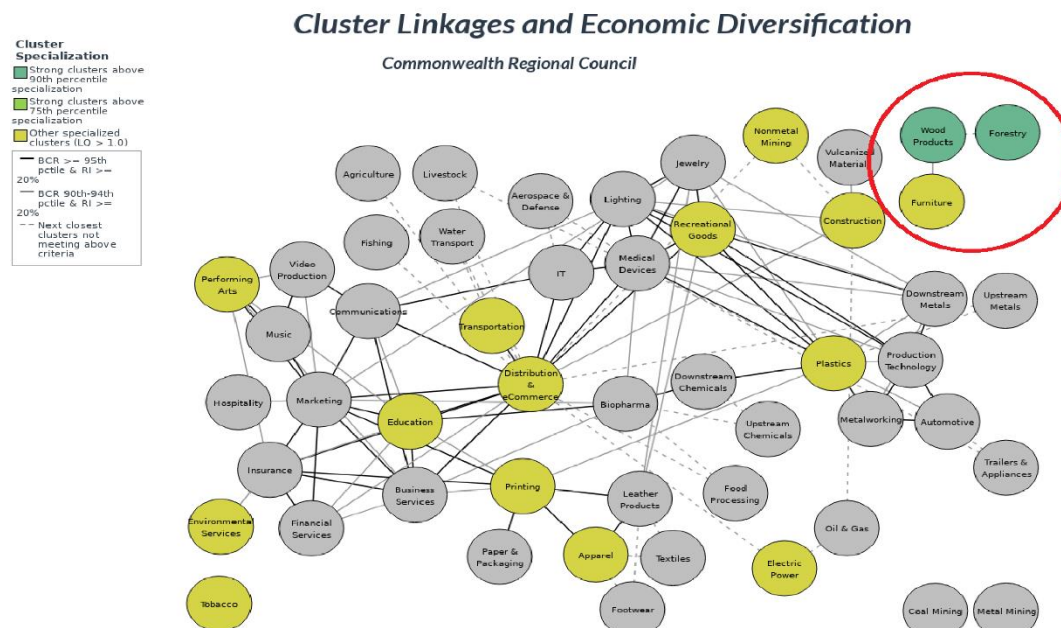 Cluster Linkages and Economic Diversification
Commonwealth Regional Council
Cluster
Specialization
Strong clusters above
90th percentile
specialization
Strong clusters above
75th percentile
specialization
Other specialized
clusters (LQ > 1.0)
BCR >= 95th
pctile & RI >=
20%
BCR 90th-94th
pctile & RI >=
20%
Next closest
clusters not
meeting above
criteria
Wood
Products
Forestry
Furniture
Nonmetal
Mining
Vulcanized
Materials
Construction
Jewelry
Agriculture
Livestock
Aerospace &
Defense
Lighting
Recreational
Goods
Fishing
Water
Transport
Medical
Devices
IT
Video
Production
Performing
Arts
Communications
Music
Transportation
Downstream
Metals
Upstream
Metals
Production
Technology
Plastics
Distribution
&
eCommerce
Downstream
Chemicals
Hospitality
Marketing
Education
Biopharma
Upstream
Chemicals
Metalworking
Automotive
Insurance
Business
Services
Printing
Leather
Products
Food
Processing
Trailers &
Appliances
Environmental
Services
Financial
Services
Oil & Gas
Paper &
Packaging
Apparel
Textiles
Electric
Power
Tobacco
Footwear
Coal Mining
Metal Mining